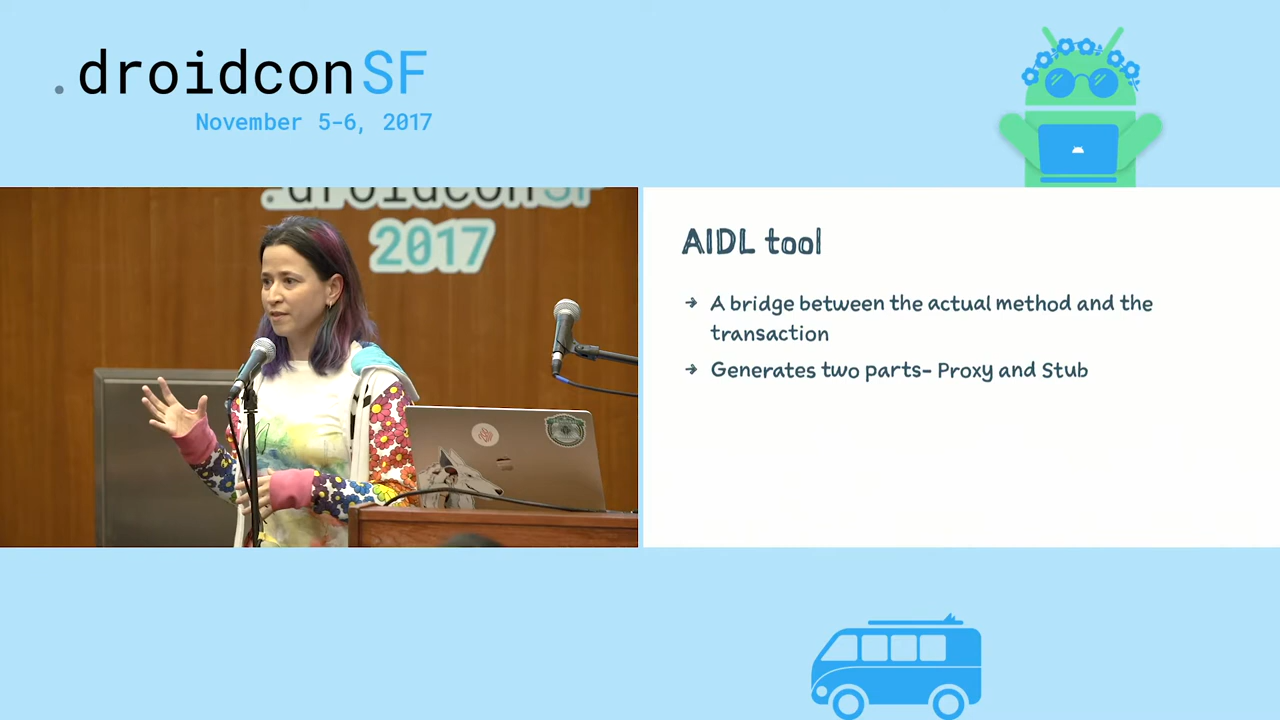 .droidconSF
November 5-6, 2017
.droidconSF
2017
AIDL tool
→ A bridge between the actual method and the
transaction
→ Generates two parts- Proxy and Stub